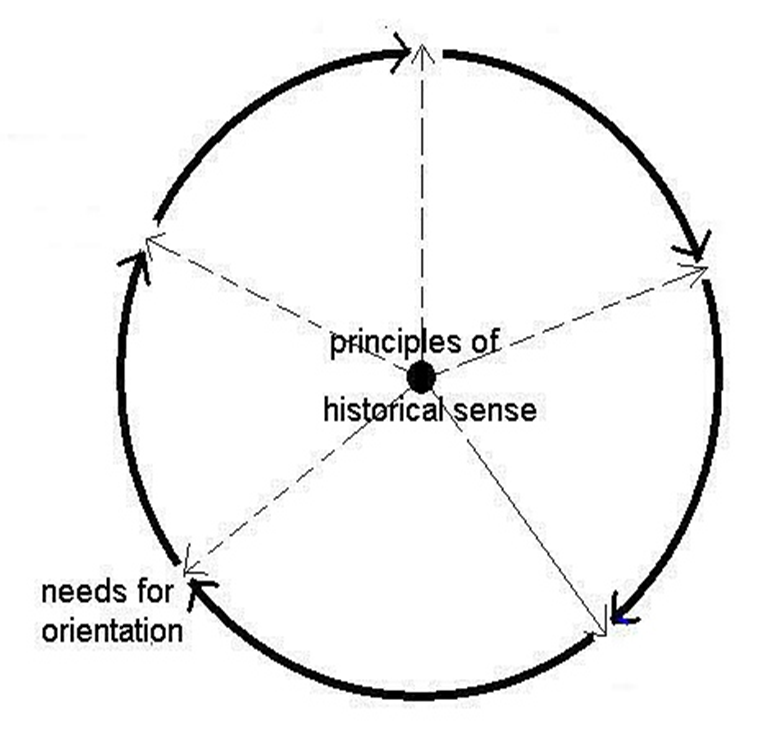 principles of
historical sense
needs for
orientation